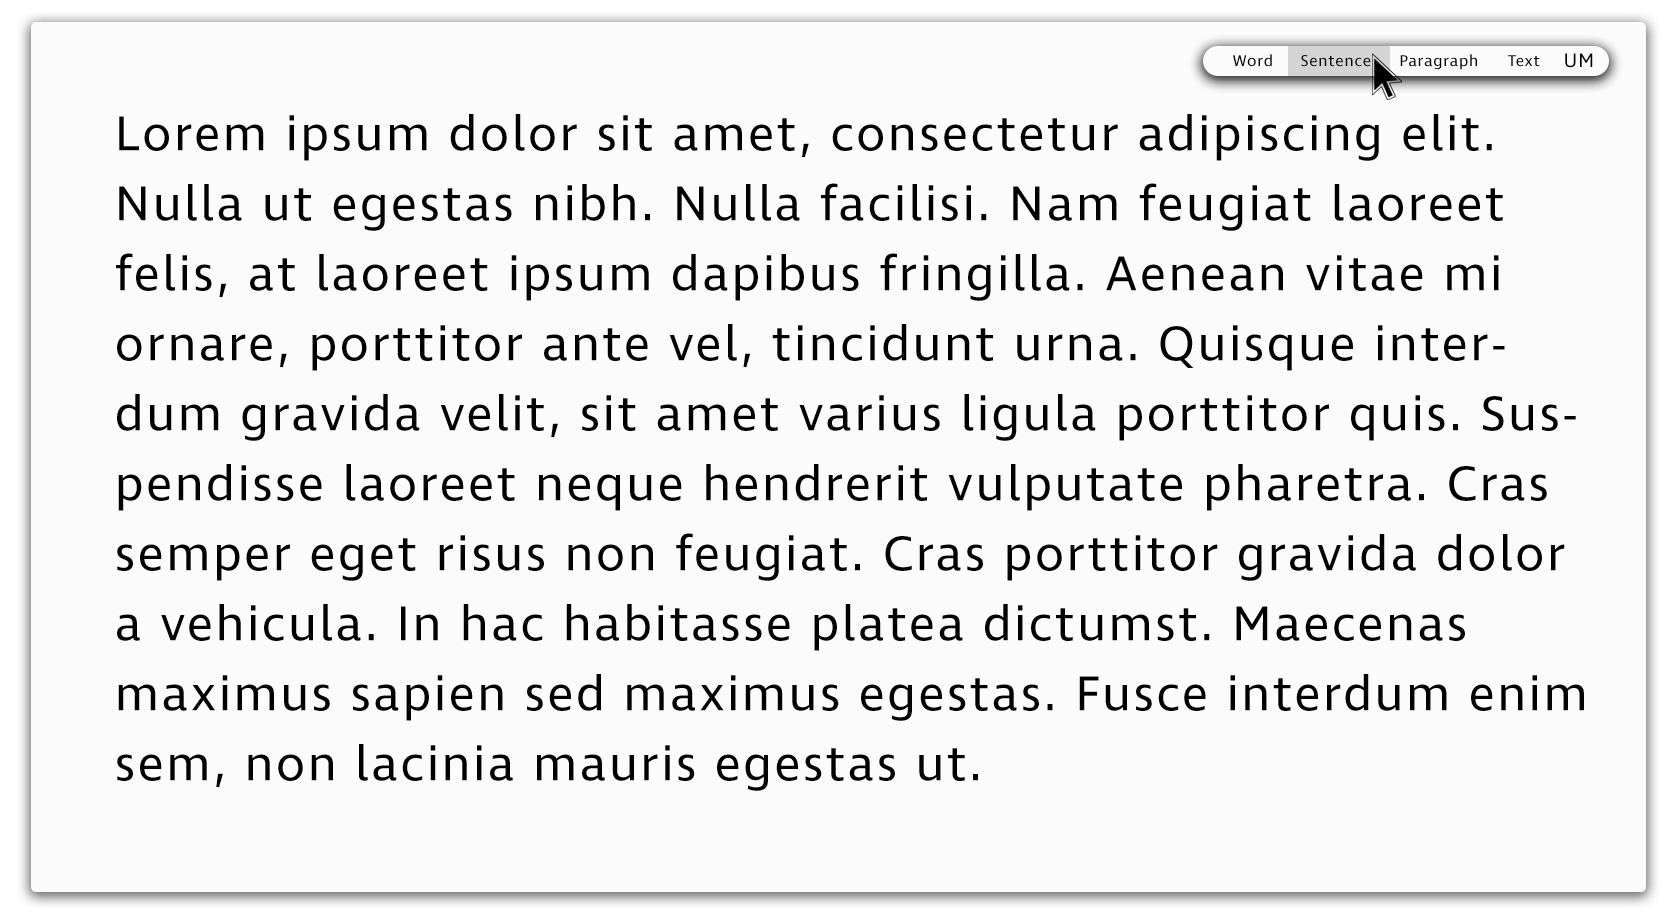 Word Sentence Paragraph Text UM
Lorem ipsum dolor sit amet, consectetur adipiscing elit.
Nulla ut egestas nibh. Nulla facilisi. Nam feugiat laoreet
felis, at laoreet ipsum dapibus fringilla. Aenean vitae mi
ornare, porttitor ante vel, tincidunt urna. Quisque inter-
dum gravida velit, sit amet varius ligula porttitor quis. Sus-
pendisse laoreet neque hendrerit vulputate pharetra. Cras
semper eget risus non feugiat. Cras porttitor gravida dolor
a vehicula. In hac habitasse platea dictumst. Maecenas
maximus sapien sed maximus egestas. Fusce interdum enim
sem, non lacinia mauris egestas ut.